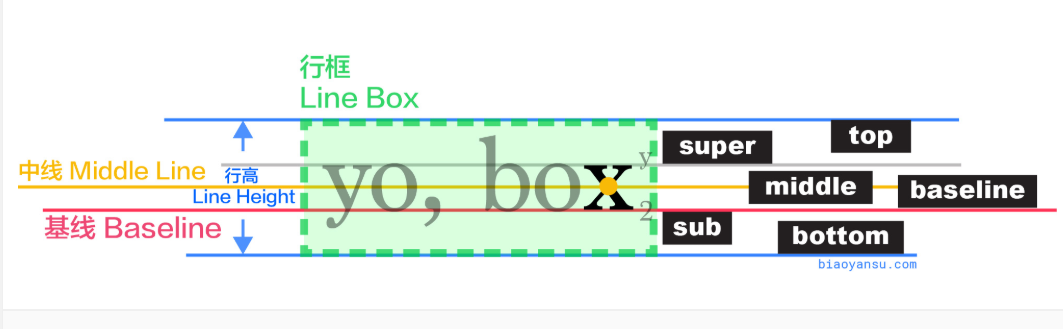 行框
Line Box
top
super
y
中线 Middle Line
行高
Line Height
yo, box
middle
baseline
2
基线 Baseline
sub
bottom
biaoyansu.com